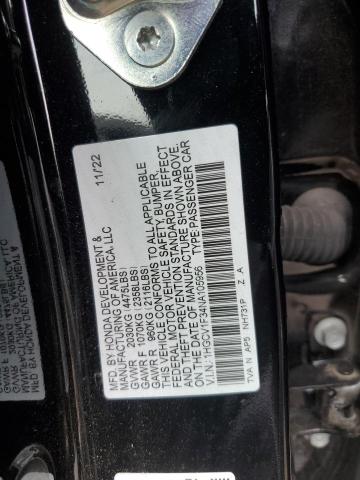 11/22
MFD. BY HONDA DEVELOPMENT &
MANUFACTURING OF AMERICA, LLC
GVWR 2030KG( 4475LBS)
GAWR F 1070KG( 2358LBS)
GAWR R 960KG( 2116LBS)
THIS VEHICLE CONFORMS TO ALL APPLICABLE
FEDERAL MOTOR VEHICLE SAFETY, BUMPER,
AND THEFT PREVENTION STANDARDS IN EFFECT
ON THE DATE OF MANUFACTURE SHOWN ABOVE.
V.I.N.:1HGCV1F34NA105956 TYPE:PASSENGER CAR
TVA N AP5 NH731P Z A